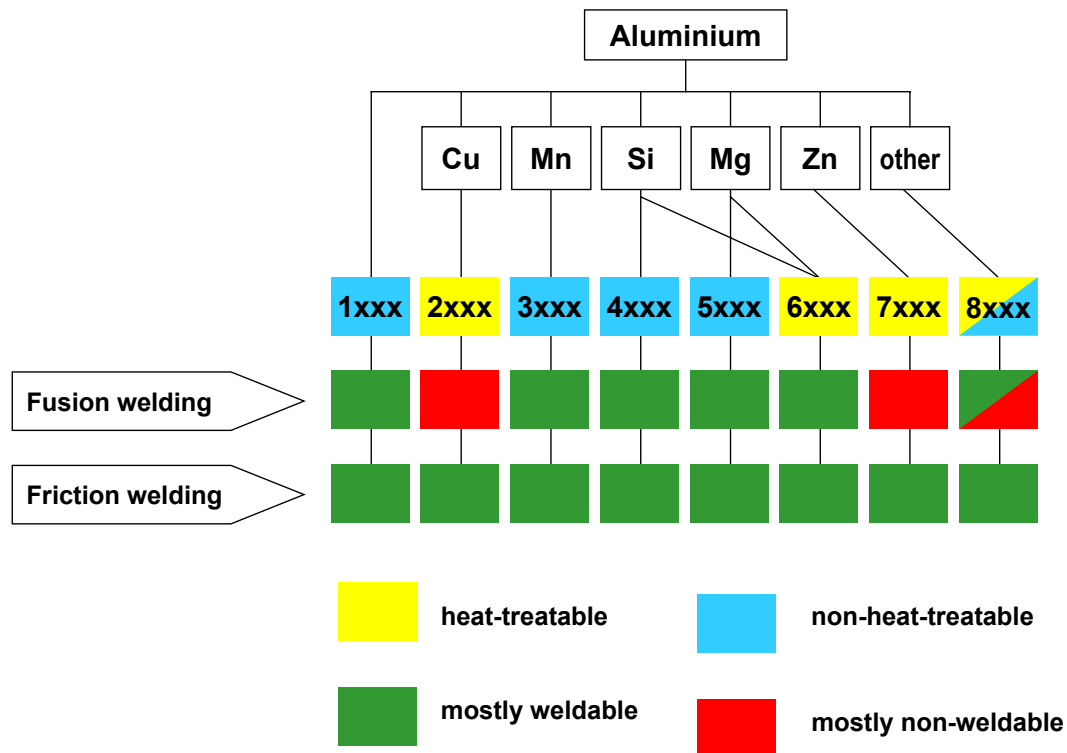 Aluminium
Cu
Mn
Si
Mg
Zn
other
1xxx
2xxx
3xxx
4xxx
5xxx
6xxx
7xxx
8xxx
Fusion welding
Friction welding
heat-treatable
non-heat-treatable
mostly weldable
mostly non-weldable